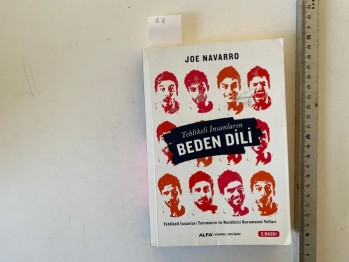 JOE NAVARRO
Tehlikeli İnsanların
BEDEN DİLİ
Tehlikeli İnsanları Tanımanın ve Kendinizi Korumanın Yolları
ALFA
2. BASKI